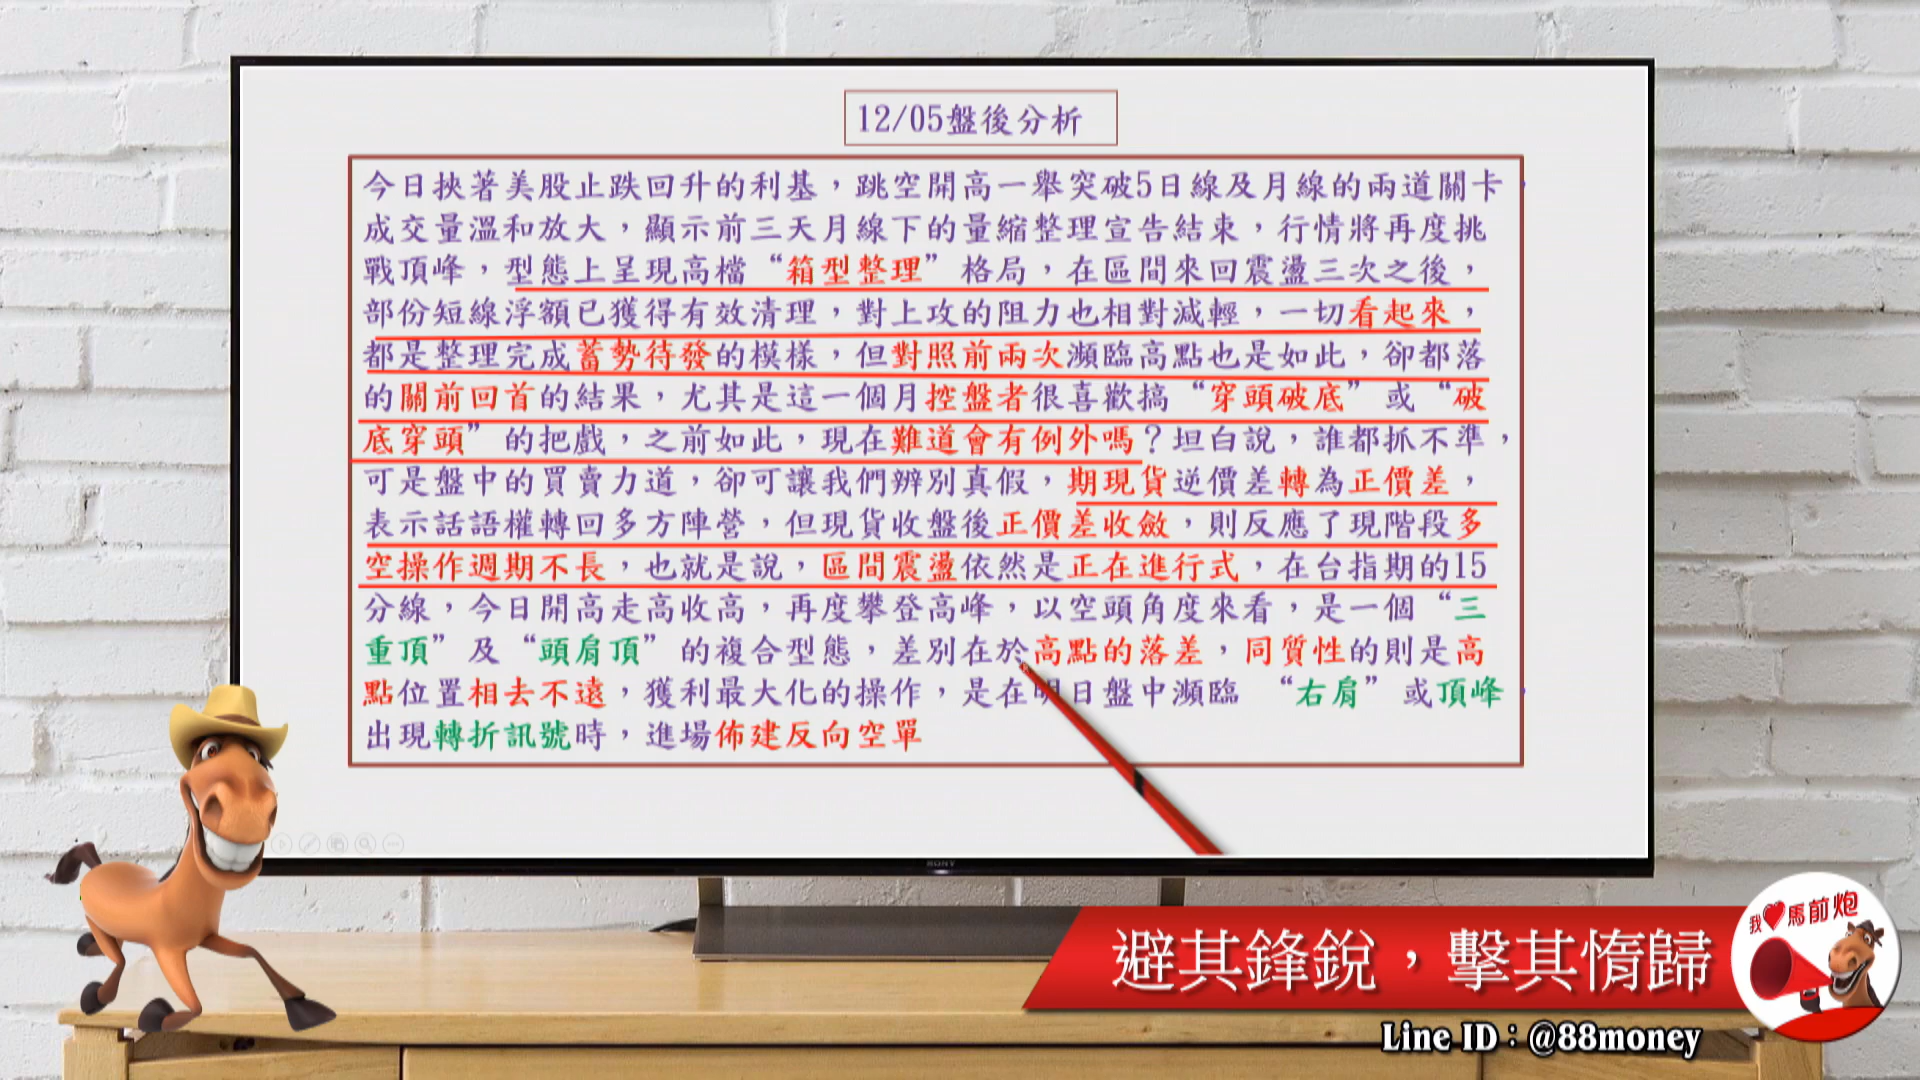 12/05盤後分析
今日挾著美股止跌回升的利基，跳空開高一舉突破5日線及月線的兩道關卡，
成交量溫和放大，顯示前三天月線下的量縮整理宣告結束，行情將再度挑
戰頂峰，型態上呈現高檔“箱型整理”格局，在區間來回震盪三次之後，
部份短線浮額已獲得有效清理，對上攻的阻力也相對減輕，一切看起來，
都是整理完成蓄勢待發的模樣，但對照前兩次瀕臨高點也是如此，卻都落
的關前回首的結果，尤其是這一個月控盤者很喜歡搞“穿頭破底”或“破
底穿頭”的把戲，之前如此，現在難道會有例外嗎？坦白說，誰都抓不準，
可是盤中的買賣力道，卻可讓我們辨別真假，期現貨逆價差轉為正價差，
表示話語權轉回多方陣營，但現貨收盤後正價差收斂，則反應了現階段多
空操作週期不長，也就是說，區間震盪依然是正在進行式，在台指期的15
分線，今日開高走高收高，再度攀登高峰，以空頭角度來看，是一個“三
重頂”及“頭肩頂”的複合型態，差別在於高點的落差，同質性的則是高
點位置相去不遠，獲利最大化的操作，是在明日盤中瀕臨“右肩”或頂峰，
出現轉折訊號時，進場佈建反向空單
SONY
我馬前炮
避其鋒銳，擊其惰歸
Line ID：@88money